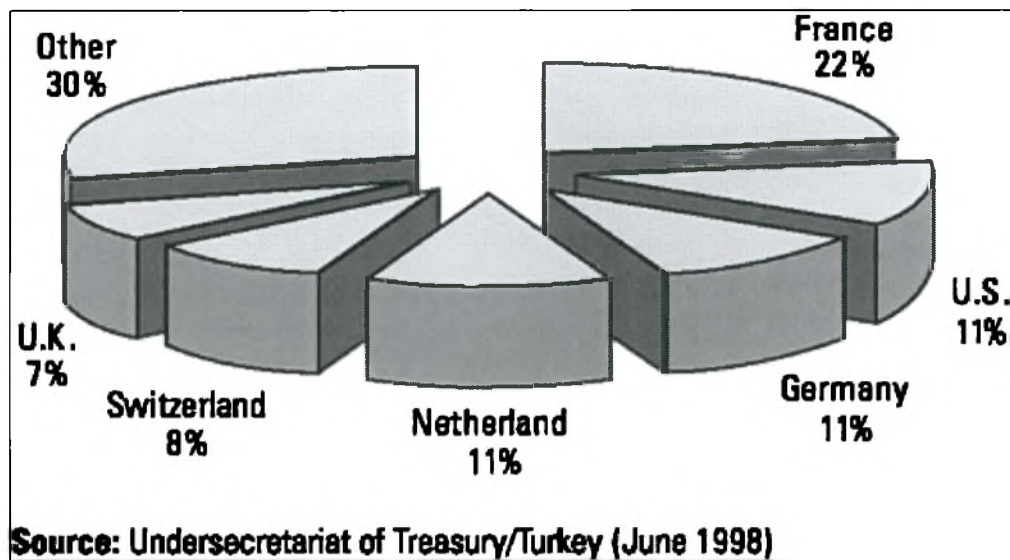 Other
30%
France
22%
U.S.
11%
Germany
11%
Netherland
11%
Switzerland
8%
U.K.
7%
Source: Undersecretariat of Treasury/Turkey (June 1998)